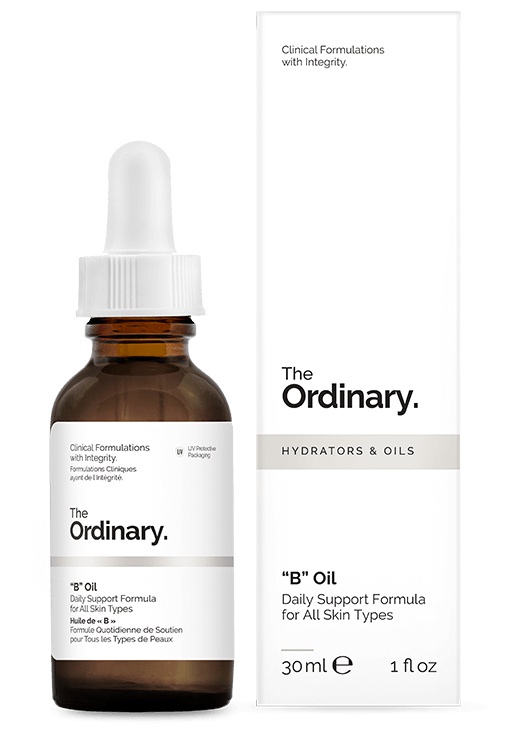 Clinical Formulations
with Integrity.
Formulations Cliniques
ayant de l'Intégrité.
UV
UV Protective
Packaging
The
Ordinary.
“B” Oil
Daily Support Formula
for All Skin Types
Huile de « B »
Formule Quotidienne de Soutien
pour Tous les Types de Peaux
Clinical Formulations
with Integrity.
The
Ordinary.
HYDRATORS & OILS
“B” Oil
Daily Support Formula
for All Skin Types
30 ml ℮ 1 fl oz